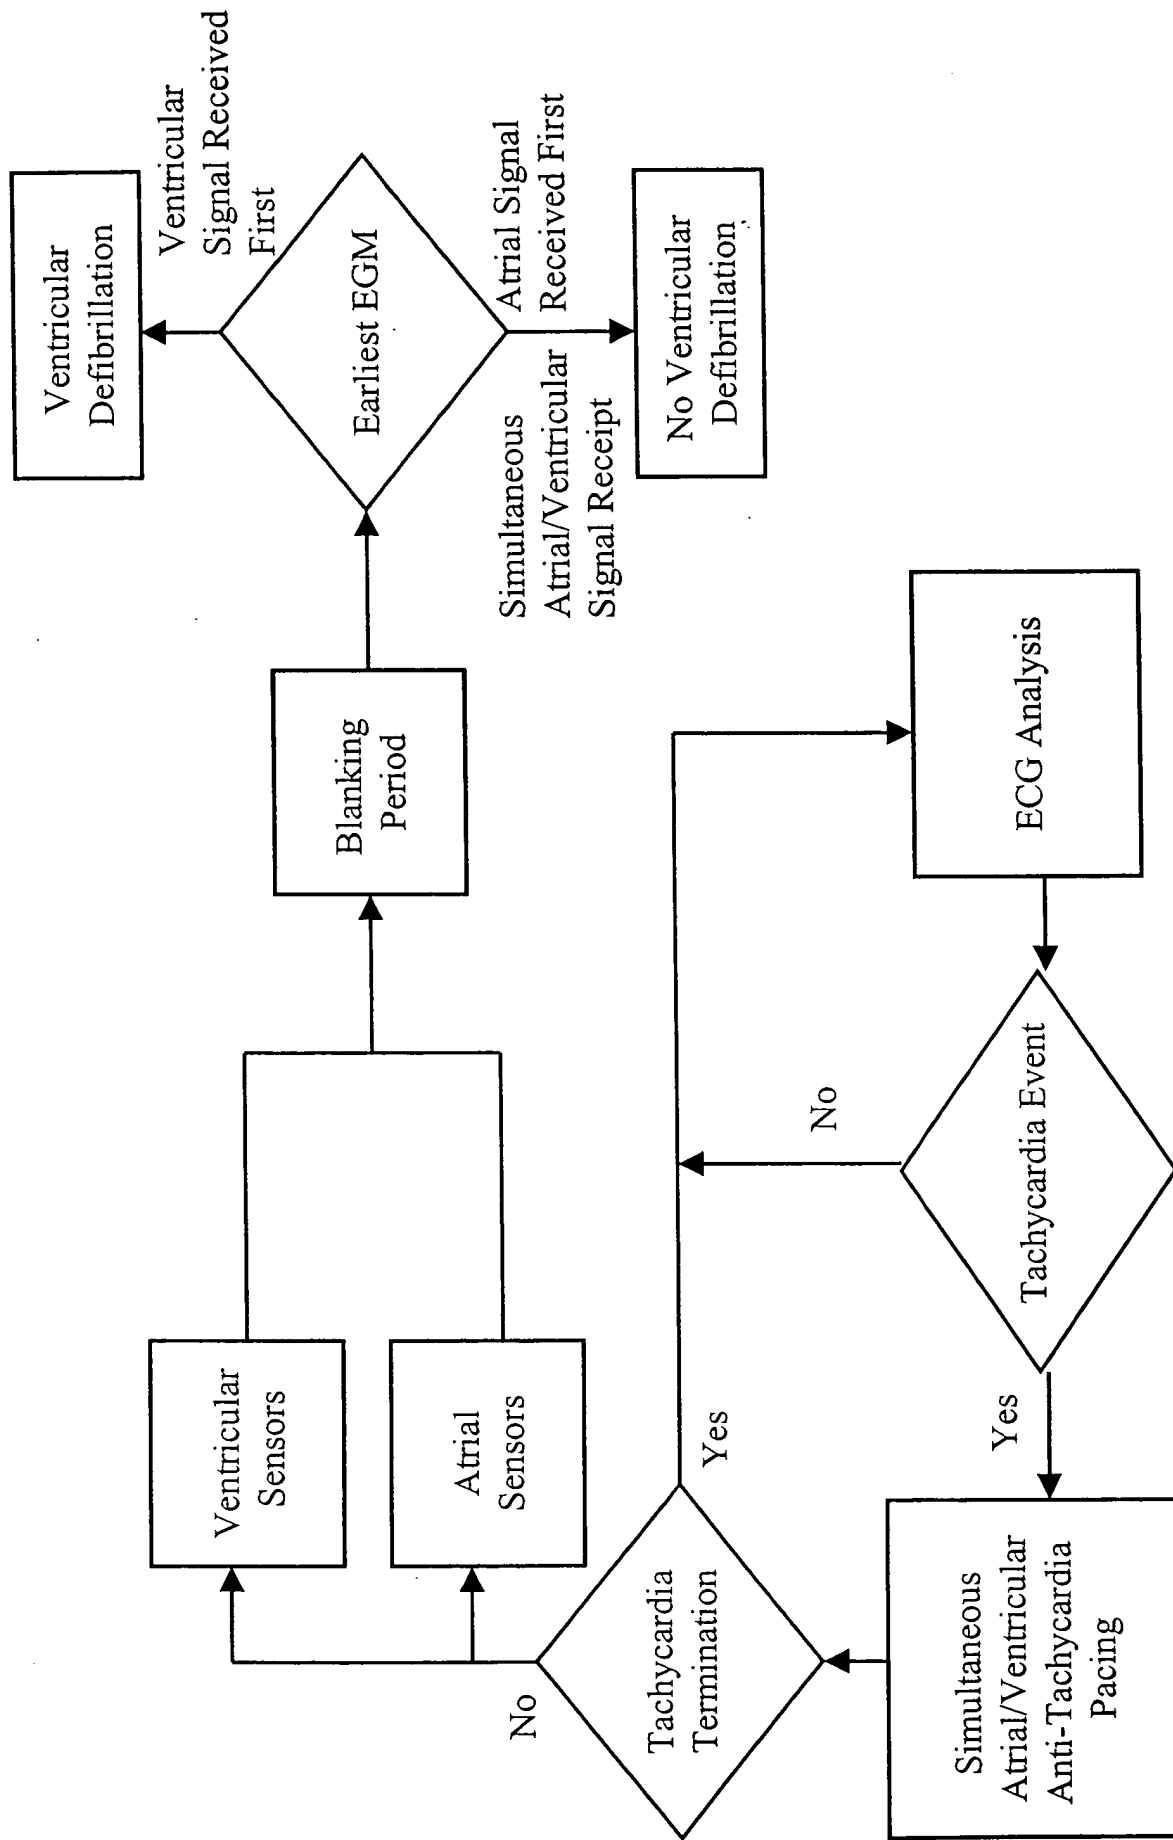 Ventricular
Defibrillation
Ventricular
Signal Received
First
Earliest EGM
Simultaneous
Atrial/Ventricular
Signal Receipt
Atrial Signal
Received First
No Ventricular
Defibrillation
Blanking
Period
Ventricular
Sensors
Atrial
Sensors
No
Tachycardia
Termination
Yes
Simultaneous
Atrial/Ventricular
Anti-Tachycardia
Pacing
Yes
Tachycardia Event
No
ECG Analysis